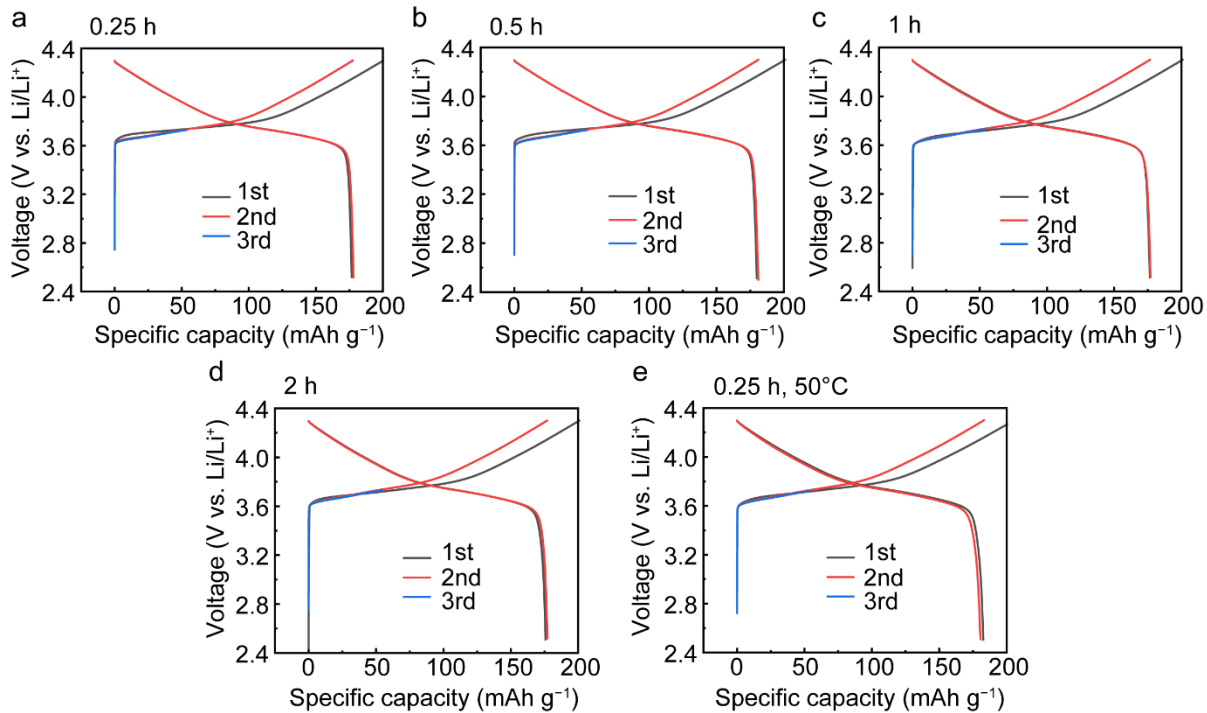 a
0.25 h
4.4
4.0
3.6
3.2
2.8
2.4
Voltage (V vs. Li/Li⁺)
1st
2nd
3rd
0 50 100 150 200
Specific capacity (mAh g⁻¹)
b
0.5 h
4.4
4.0
3.6
3.2
2.8
2.4
Voltage (V vs. Li/Li⁺)
1st
2nd
3rd
0 50 100 150 200
Specific capacity (mAh g⁻¹)
c
1 h
4.4
4.0
3.6
3.2
2.8
2.4
Voltage (V vs. Li/Li⁺)
1st
2nd
3rd
0 50 100 150 200
Specific capacity (mAh g⁻¹)
d
2 h
4.4
4.0
3.6
3.2
2.8
2.4
Voltage (V vs. Li/Li⁺)
1st
2nd
3rd
0 50 100 150 200
Specific capacity (mAh g⁻¹)
e
0.25 h, 50°C
4.4
4.0
3.6
3.2
2.8
2.4
Voltage (V vs. Li/Li⁺)
1st
2nd
3rd
0 50 100 150 200
Specific capacity (mAh g⁻¹)